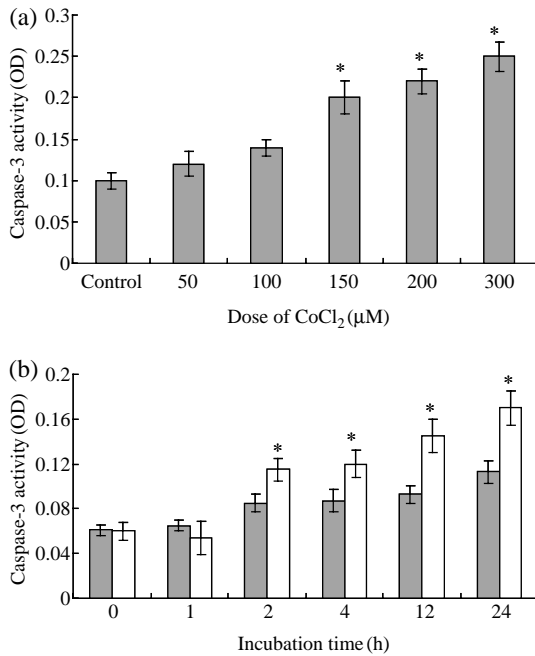 (a)
Caspase-3 activity (OD)
0.3
0.25
0.2
0.15
0.1
0.05
0
* * *
Control 50 100 150 200 300
Dose of CoCl₂ (μM)
(b)
Caspase-3 activity (OD)
0.2
0.16
0.12
0.08
0.04
0
* * * *
0 1 2 4 12 24
Incubation time (h)